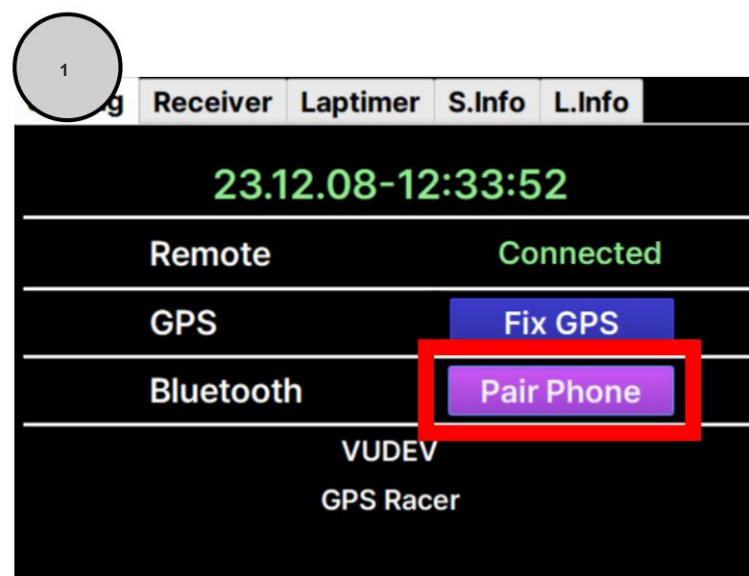 1
Receiver Laptimer S.Info L.Info
23.12.08-12:33:52
Remote Connected
GPS Fix GPS
Bluetooth Pair Phone
VUDEV
GPS Racer